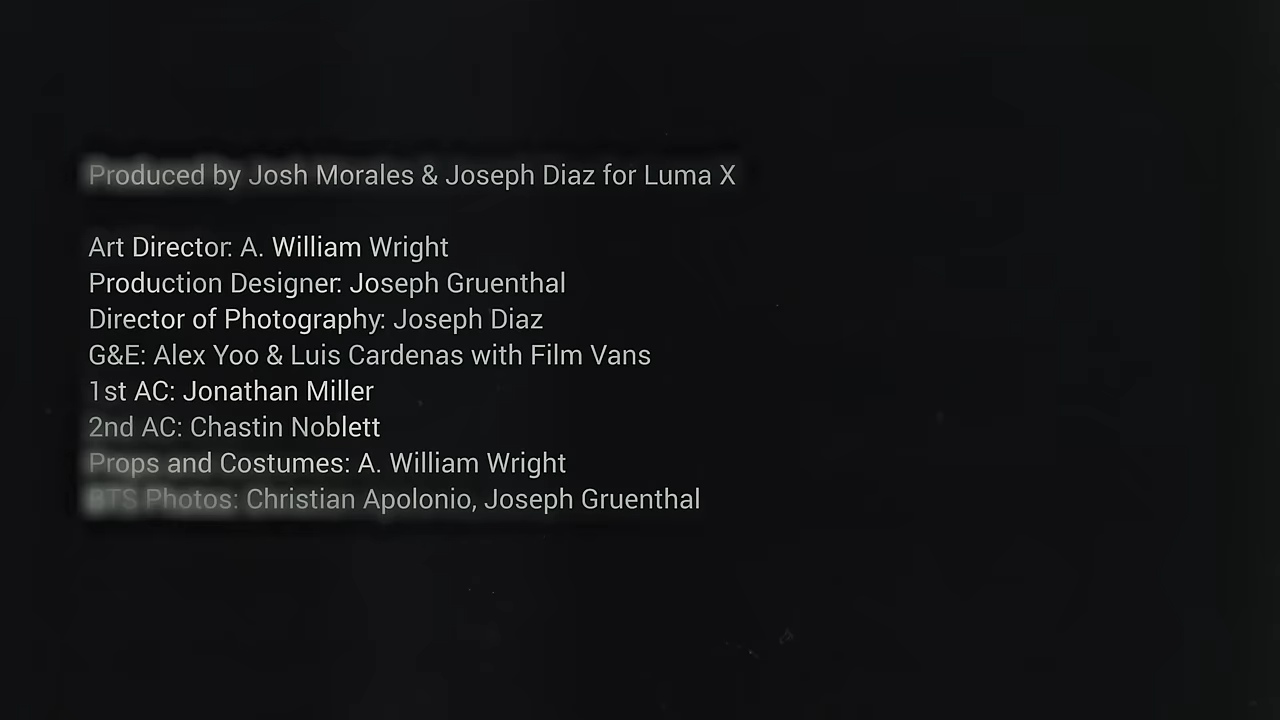 Produced by Josh Morales & Joseph Diaz for Luma X
Art Director: A. William Wright
Production Designer: Joseph Gruenthal
Director of Photography: Joseph Diaz
G&E: Alex Yoo & Luis Cardenas with Film Vans
1st AC: Jonathan Miller
2nd AC: Chastin Noblett
Props and Costumes: A. William Wright
BTS Photos: Christian Apolonio, Joseph Gruenthal